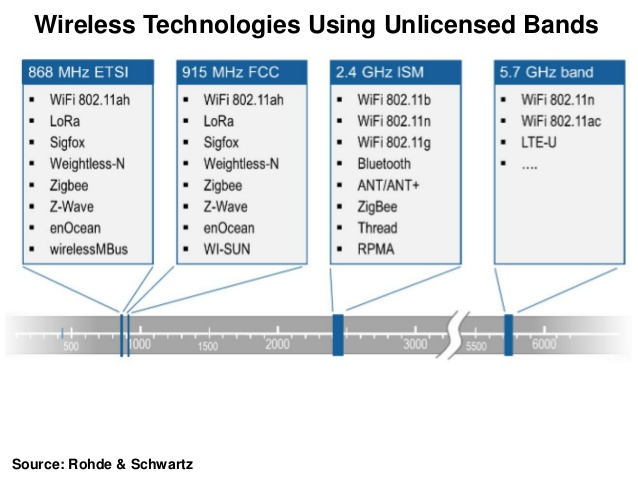 Wireless Technologies Using Unlicensed Bands
868 MHz ETSI
WiFi 802.11ah
LoRa
Sigfox
Weightless-N
Zigbee
Z-Wave
enOcean
wirelessMBus
915 MHz FCC
WiFi 802.11ah
LoRa
Sigfox
Weightless-N
Zigbee
Z-Wave
enOcean
WI-SUN
2.4 GHz ISM
WiFi 802.11b
WiFi 802.11n
WiFi 802.11g
Bluetooth
ANT/ANT+
ZigBee
Thread
RPMA
5.7 GHz band
WiFi 802.11n
WiFi 802.11ac
LTE-U
....
500 1000 1500 2000 3000 5500 6000
Source: Rohde & Schwartz